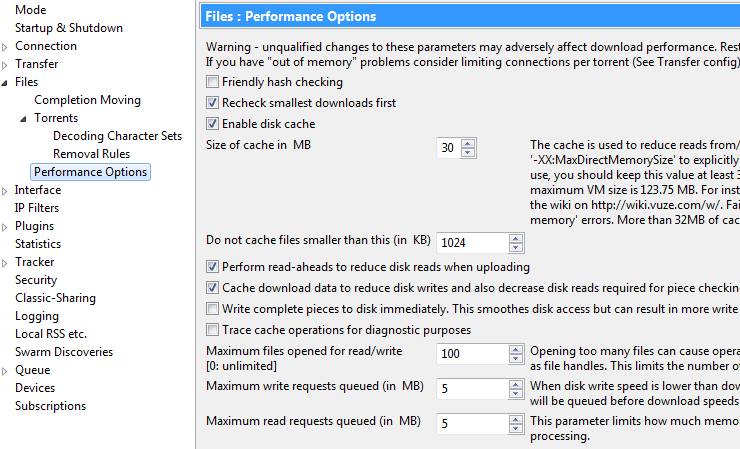 Mode
Startup & Shutdown
Connection
Transfer
Files
Completion Moving
Torrents
Decoding Character Sets
Removal Rules
Performance Options
Interface
IP Filters
Plugins
Statistics
Tracker
Security
Classic-Sharing
Logging
Local RSS etc.
Swarm Discoveries
Queue
Devices
Subscriptions
Files : Performance Options
Warning - unqualified changes to these parameters may adversely affect download performance. Rest
If you have "out of memory" problems consider limiting connections per torrent (See Transfer config)
Friendly hash checking
Recheck smallest downloads first
Enable disk cache
Size of cache in MB
30
The cache is used to reduce reads from/
'-XX:MaxDirectMemorySize' to explicitly
use, you should keep this value at least 3
maximum VM size is 123.75 MB. For inst
the wiki on http://wiki.vuze.com/w/. Fai
memory' errors. More than 32MB of cac
Do not cache files smaller than this (in KB)
1024
Perform read-aheads to reduce disk reads when uploading
Cache download data to reduce disk writes and also decrease disk reads required for piece checkin
Write complete pieces to disk immediately. This smoothes disk access but can result in more write
Trace cache operations for diagnostic purposes
Maximum files opened for read/write
[0: unlimited]
100
Opening too many files can cause opera
as file handles. This limits the number of
Maximum write requests queued (in MB)
5
When disk write speed is lower than dow
will be queued before download speeds
Maximum read requests queued (in MB)
5
This parameter limits how much memo
processing.